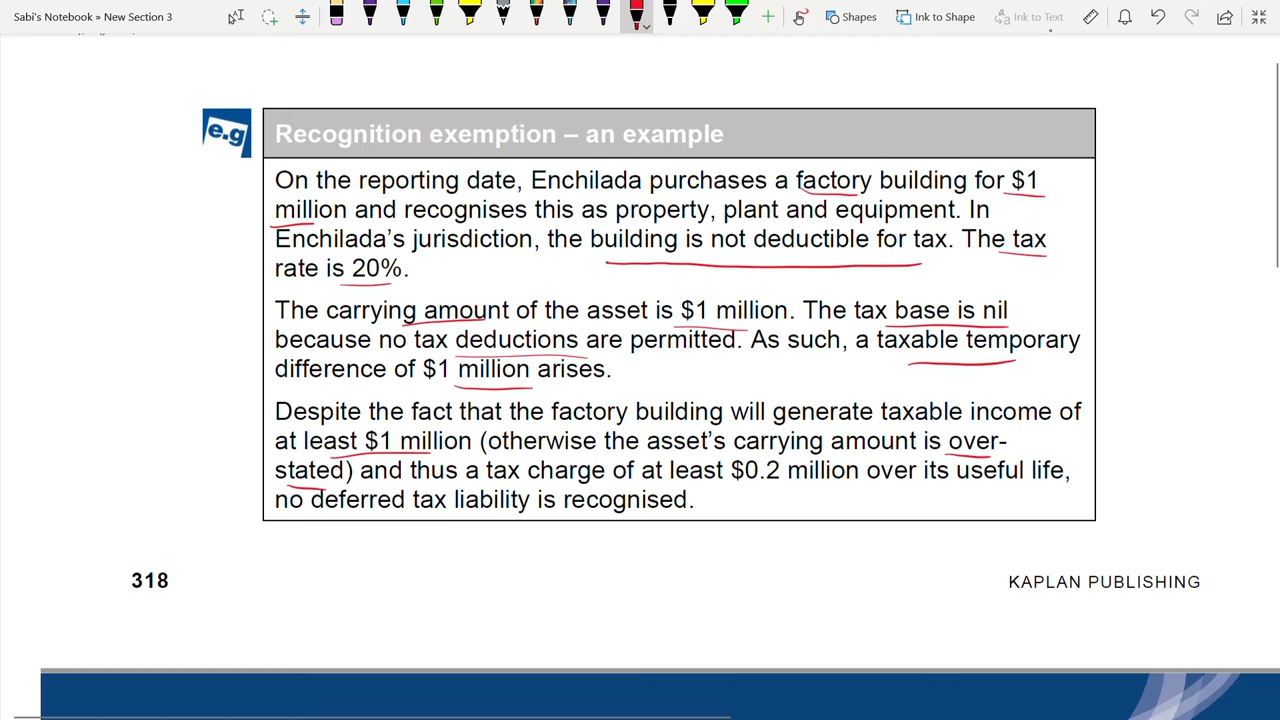 Sabi's Notebook » New Section 3
Shapes
Ink to Shape
Ink to Text
e.g
Recognition exemption – an example
On the reporting date, Enchilada purchases a factory building for $1
million and recognises this as property, plant and equipment. In
Enchilada's jurisdiction, the building is not deductible for tax. The tax
rate is 20%.
The carrying amount of the asset is $1 million. The tax base is nil
because no tax deductions are permitted. As such, a taxable temporary
difference of $1 million arises.
Despite the fact that the factory building will generate taxable income of
at least $1 million (otherwise the asset's carrying amount is over-
stated) and thus a tax charge of at least $0.2 million over its useful life,
no deferred tax liability is recognised.
318
KAPLAN PUBLISHING